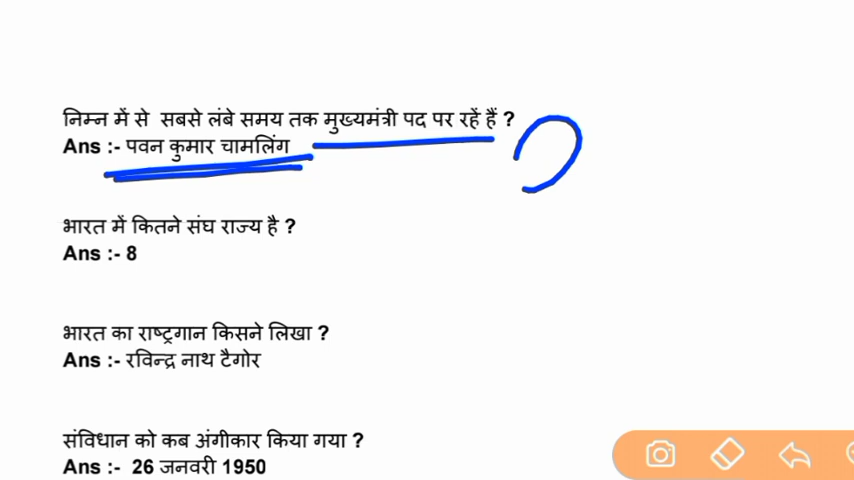 निम्न में से सबसे लंबे समय तक मुख्यमंत्री पद पर रहें हैं ?
Ans :- पवन कुमार चामलिंग
भारत में कितने संघ राज्य है ?
Ans :- 8
भारत का राष्ट्रगान किसने लिखा ?
Ans :- रविन्द्र नाथ टैगोर
संविधान को कब अंगीकार किया गया ?
Ans :- 26 जनवरी 1950